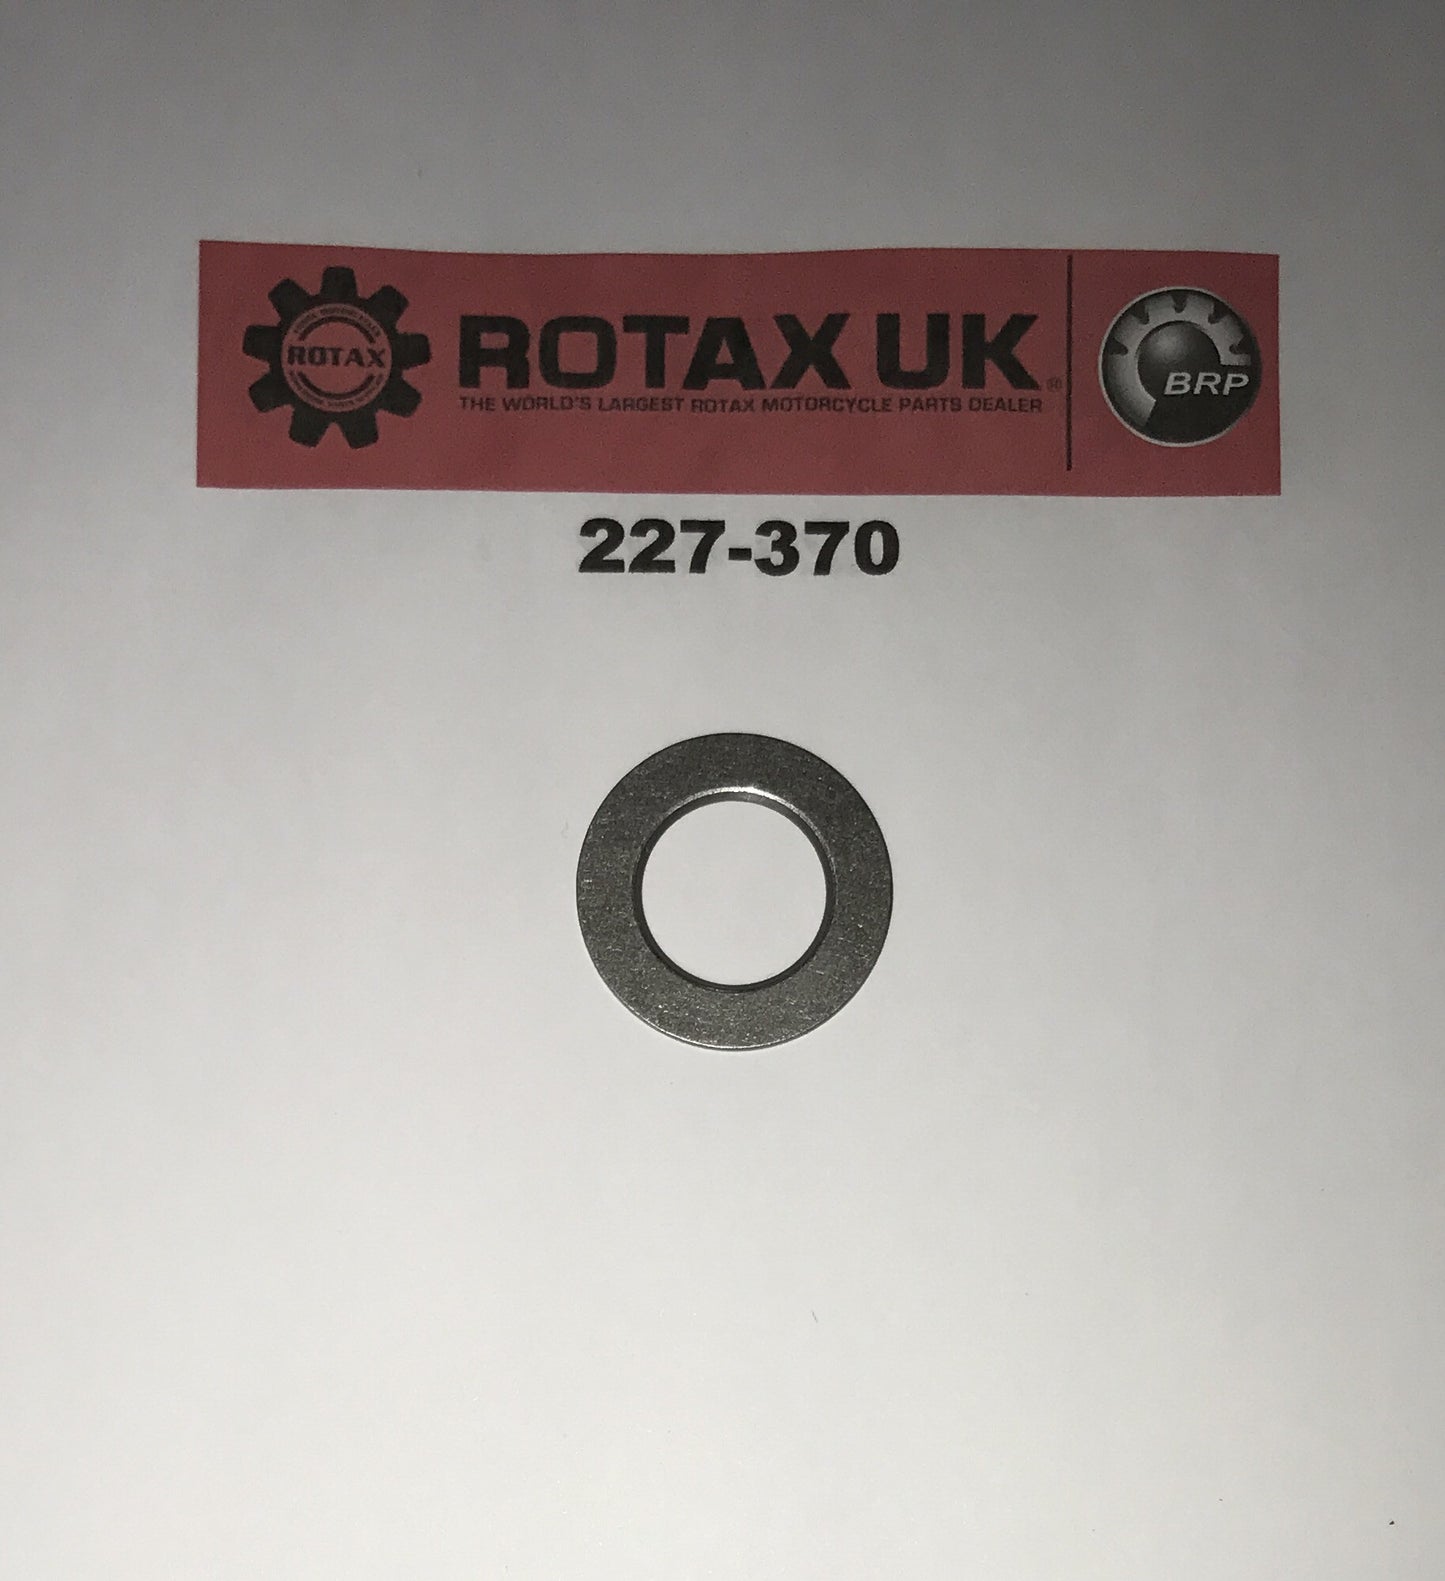 ROTAX
ROTAX UK®
THE WORLD'S LARGEST ROTAX MOTORCYCLE PARTS DEALER
BRP
227-370